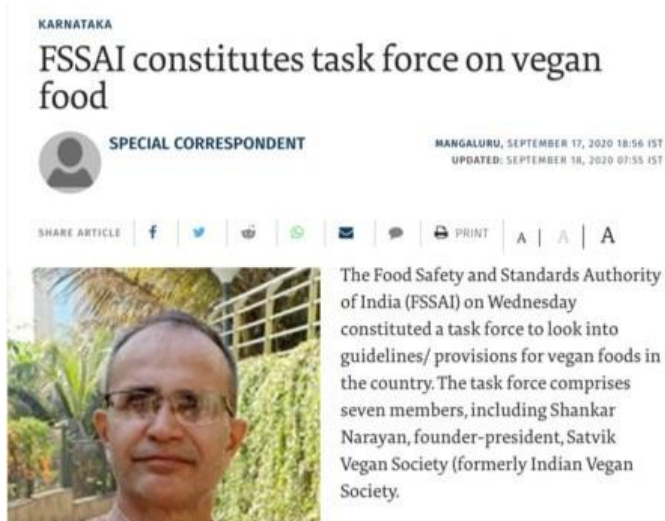 KARNATAKA
FSSAI constitutes task force on vegan
food
SPECIAL CORRESPONDENT
MANGALURU, SEPTEMBER 17, 2020 18:56 IST
UPDATED: SEPTEMBER 18, 2020 07:55 IST
SHARE ARTICLE
PRINT
A | A | A
The Food Safety and Standards Authority
of India (FSSAI) on Wednesday
constituted a task force to look into
guidelines/ provisions for vegan foods in
the country. The task force comprises
seven members, including Shankar
Narayan, founder-president, Satvik
Vegan Society (formerly Indian Vegan
Society.